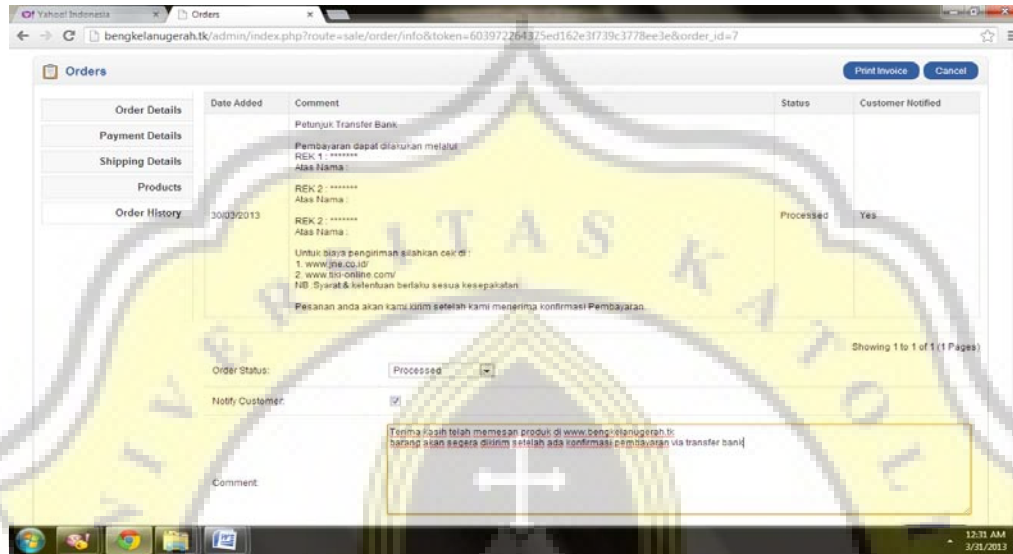 Yahoo! Indonesia
Orders
bengkelanugerah.tk/admin/index.php?route=sale/order/info&token=603972264375ed162e3f739c3778ee3e&order_id=7
Orders
Print Invoice
Cancel
Order Details
Payment Details
Shipping Details
Products
Order History
Date Added
Comment
Status
Customer Notified
30/03/2013
Petunjuk Transfer Bank
Pembayaran dapat dilakukan melalui
REK 1 : *******
Atas Nama :
REK 2 : *******
Atas Nama :
REK 2 : *******
Atas Nama :
Untuk biaya pengiriman silahkan cek di :
1. www.jne.co.id/
2. www.tiki-online.com/
NB. Syarat & ketentuan berlaku sesua kesepakatan
Pesanan anda akan kami kirim setelah kami menerima konfirmasi Pembayaran.
Processed
Yes
Showing 1 to 1 of 1 (1 Pages)
Order Status:
Processed
Notify Customer:
Comment:
Terima kasih telah memesan produk di www.bengkelanugerah.tk
barang akan segera dikirim setelah ada konfirmasi pembayaran via transfer bank
12:31 AM
3/31/2013
ITAS KATOL